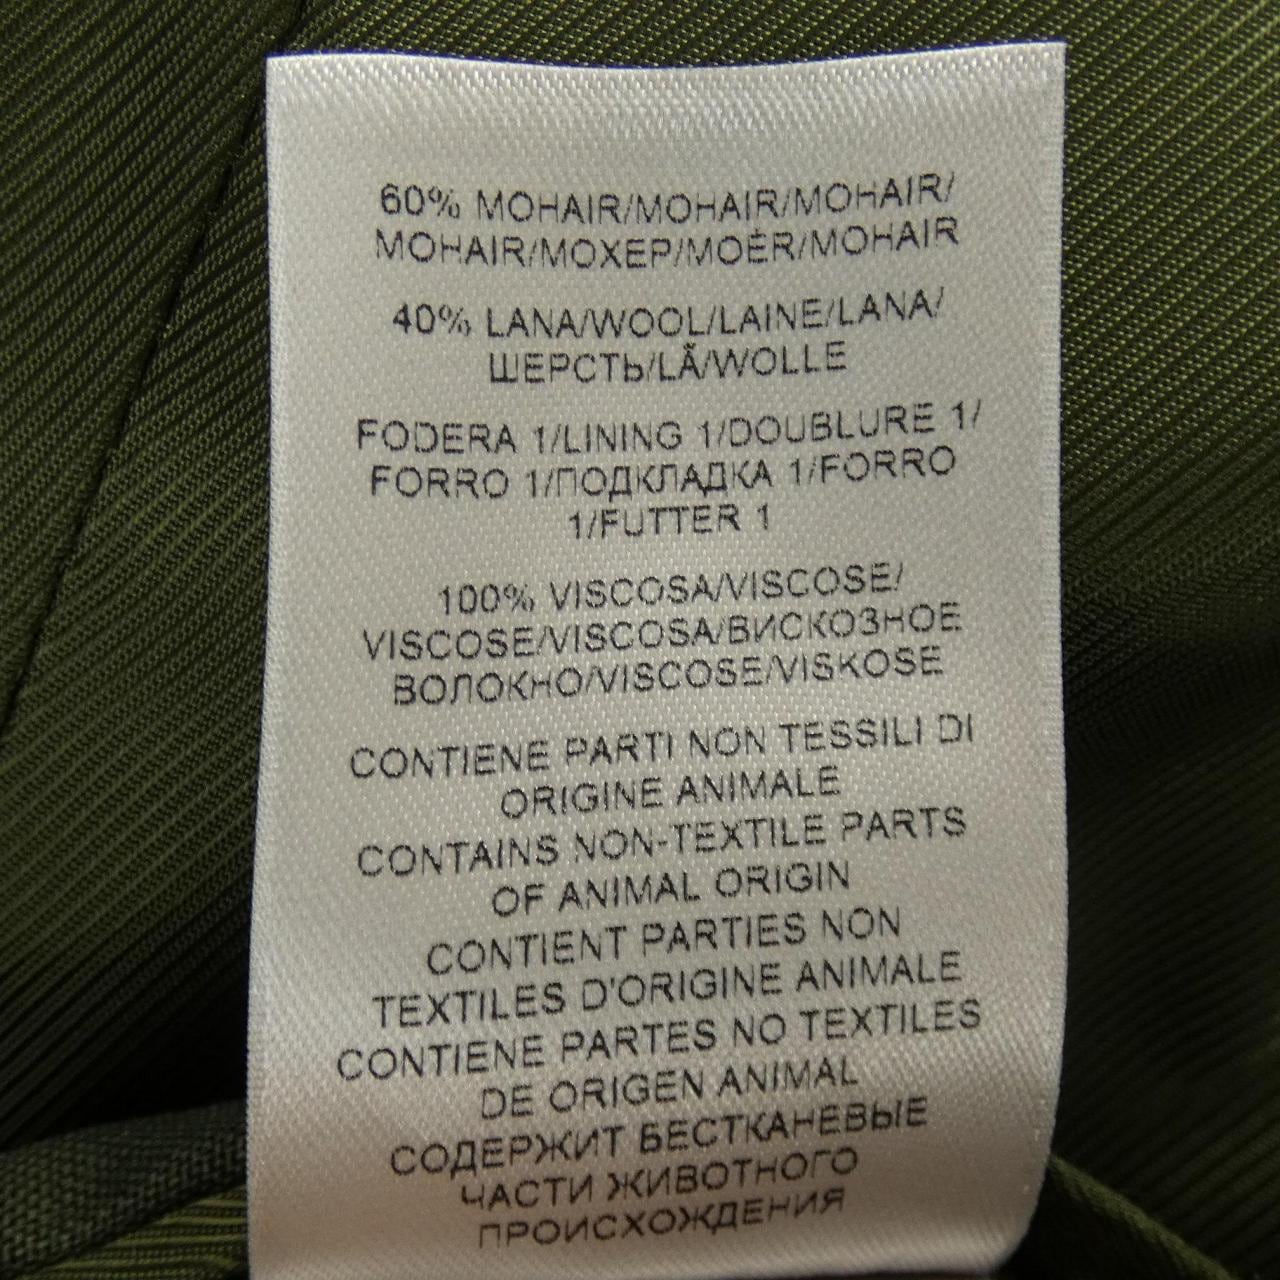 60% MOHAIR/MOHAIR/MOHAIR/
MOHAIR/МОХЕР/MOÉR/MOHAIR
40% LANA/WOOL/LAINE/LANA/
ШЕРСТЬ/LÃ/WOLLE
FODERA 1/LINING 1/DOUBLURE 1/
FORRO 1/ПОДКЛАДКА 1/FORRO
1/FUTTER 1
100% VISCOSA/VISCOSE/
VISCOSE/VISCOSA/ВИСКОЗНОЕ
ВОЛОКНО/VISCOSE/VISKOSE
CONTIENE PARTI NON TESSILI DI
ORIGINE ANIMALE
CONTAINS NON-TEXTILE PARTS
OF ANIMAL ORIGIN
CONTIENT PARTIES NON
TEXTILES D'ORIGINE ANIMALE
CONTIENE PARTES NO TEXTILES
DE ORIGEN ANIMAL
СОДЕРЖИТ БЕСТКАНЕВЫЕ
ЧАСТИ ЖИВОТНОГО
ПРОИСХОЖДЕНИЯ